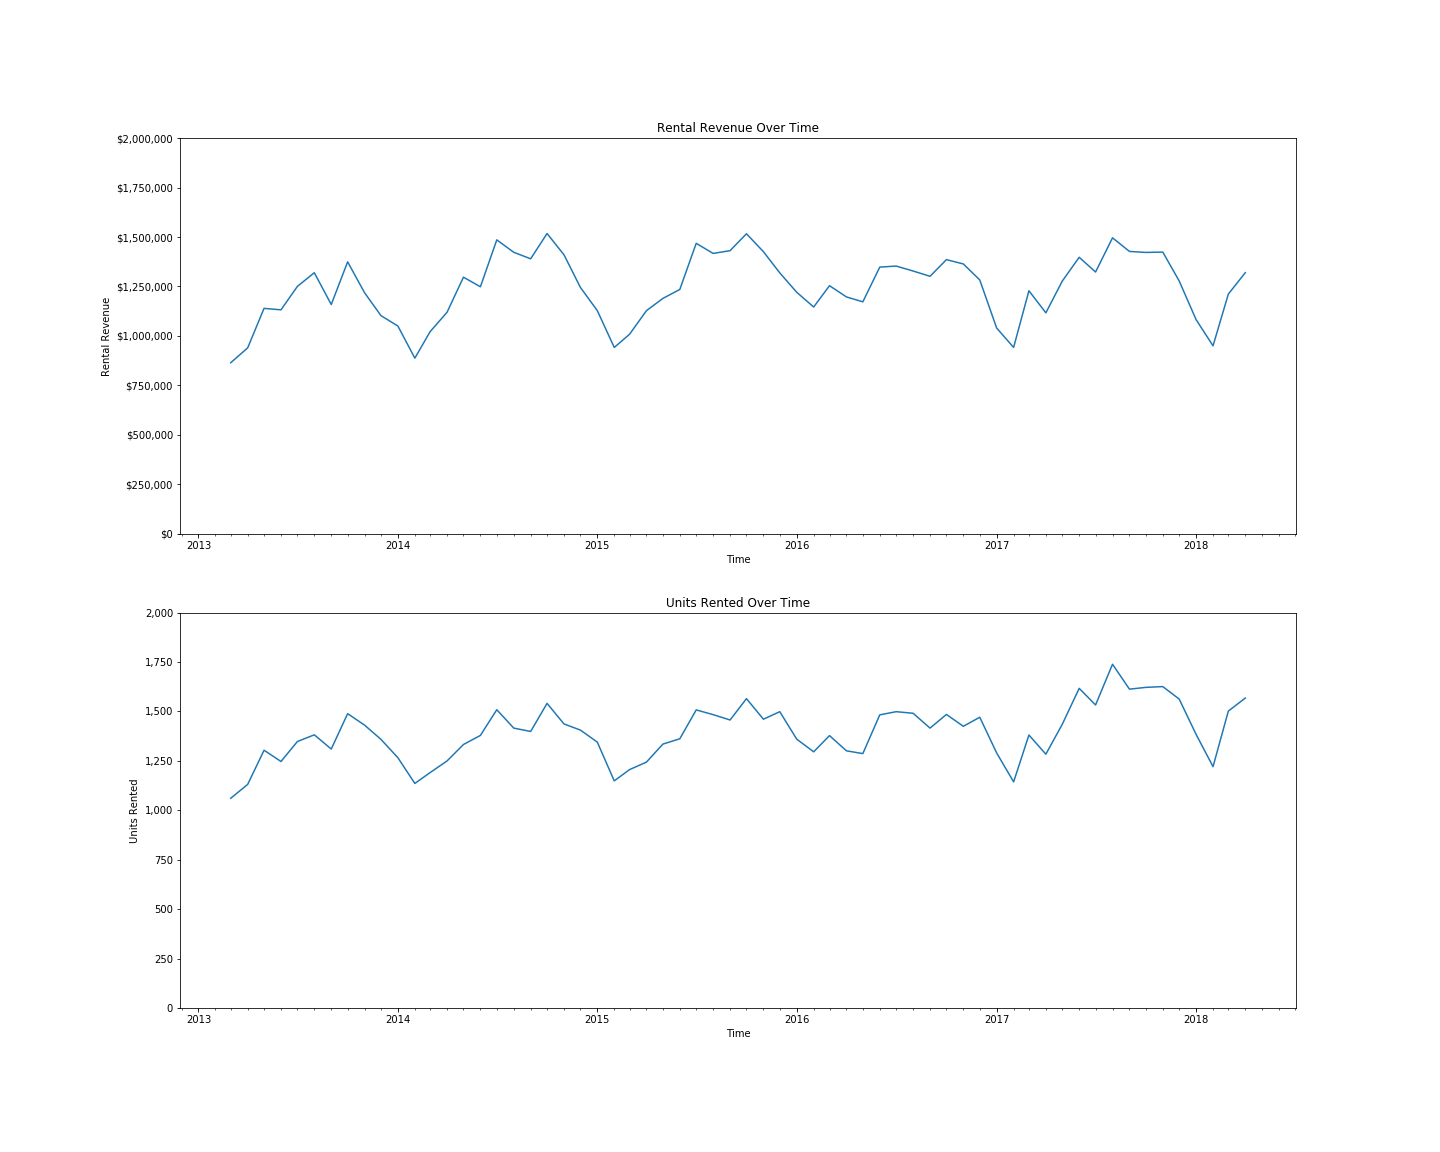 Rental Revenue Over Time
$2,000,000
$1,750,000
$1,500,000
$1,250,000
$1,000,000
$750,000
$500,000
$250,000
$0
Rental Revenue
2013 2014 2015 2016 2017 2018
Time
Units Rented Over Time
2,000
1,750
1,500
1,250
1,000
750
500
250
0
Units Rented
2013 2014 2015 2016 2017 2018
Time